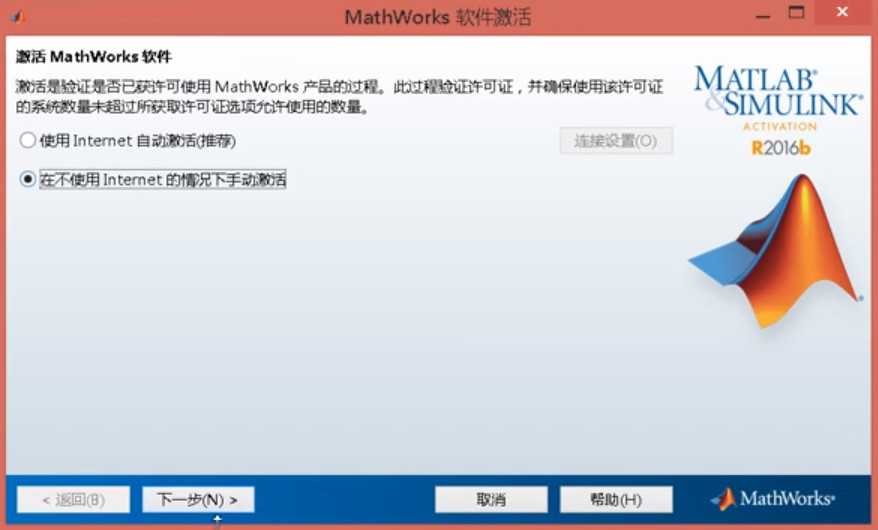 MathWorks 软件激活
激活 MathWorks 软件
激活是验证是否已获许可使用 MathWorks 产品的过程。此过程验证许可证，并确保使用该许可证
的系统数量未超过所获取许可证选项允许使用的数量。
使用 Internet 自动激活(推荐)
连接设置(O)
在不使用 Internet 的情况下手动激活
MATLAB®
&SIMULINK®
ACTIVATION
R2016b
< 返回(B)
下一步(N) >
取消
帮助(H)
MathWorks®